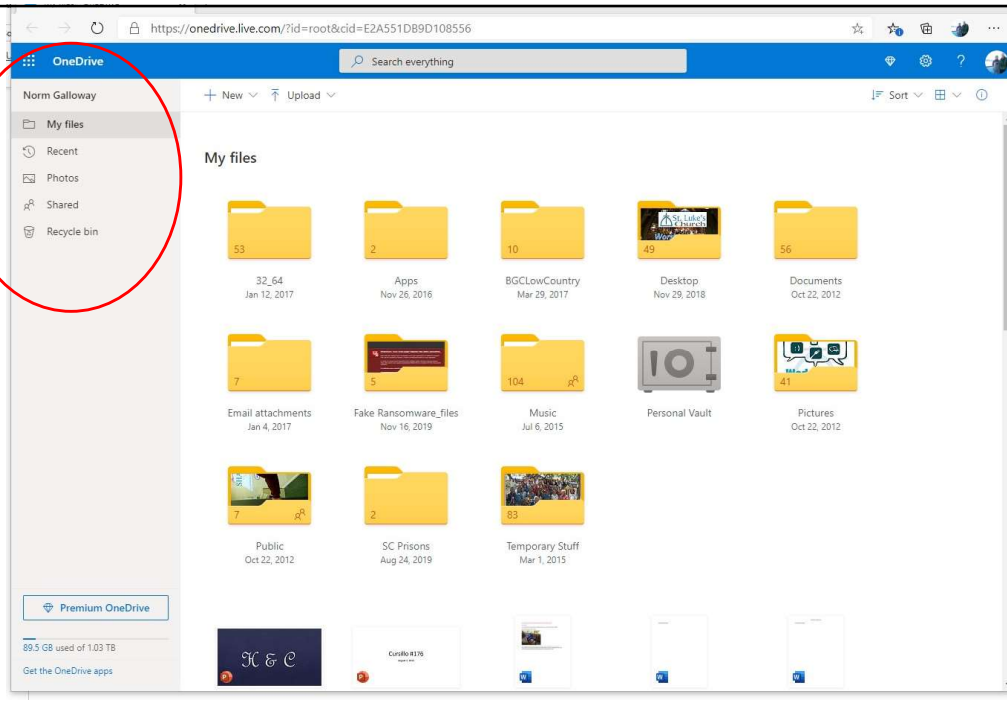 https://onedrive.live.com/?id=root&cid=E2A551DB9D108556
OneDrive
Search everything
Norm Galloway
New
Upload
Sort
My files
Recent
Photos
Shared
Recycle bin
My files
53
2
10
St. Luke's
Church
49
56
32_64
Apps
BGCLowCountry
Desktop
Documents
Jan 12, 2017
Nov 26, 2016
Mar 29, 2017
Nov 29, 2018
Oct 22, 2012
7
5
104
41
Email attachments
Fake Ransomware_files
Music
Personal Vault
Pictures
Jan 4, 2017
Nov 16, 2019
Jul 6, 2015
Oct 22, 2012
7
2
83
Public
SC Prisons
Temporary Stuff
Oct 22, 2012
Aug 24, 2019
Mar 1, 2015
Premium OneDrive
89.5 GB used of 1.03 TB
Get the OneDrive apps
H & C
Cursillo #176